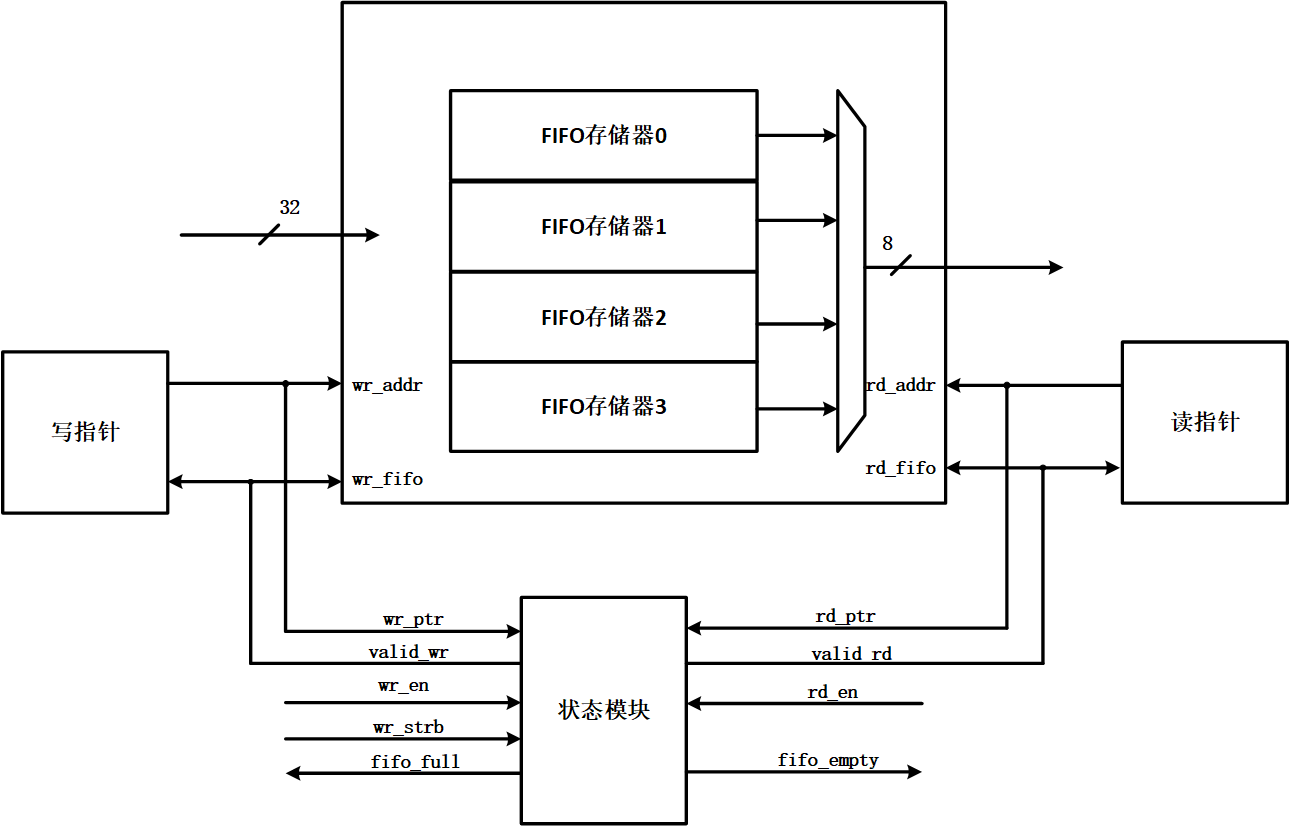 FIFO存储器0
FIFO存储器1
32
8
FIFO存储器2
wr_addr
rd_addr
FIFO存储器3
写指针
读指针
wr_fifo
rd_fifo
wr_ptr
rd_ptr
valid_wr
valid_rd
wr_en
rd_en
状态模块
wr_strb
fifo_full
fifo_empty